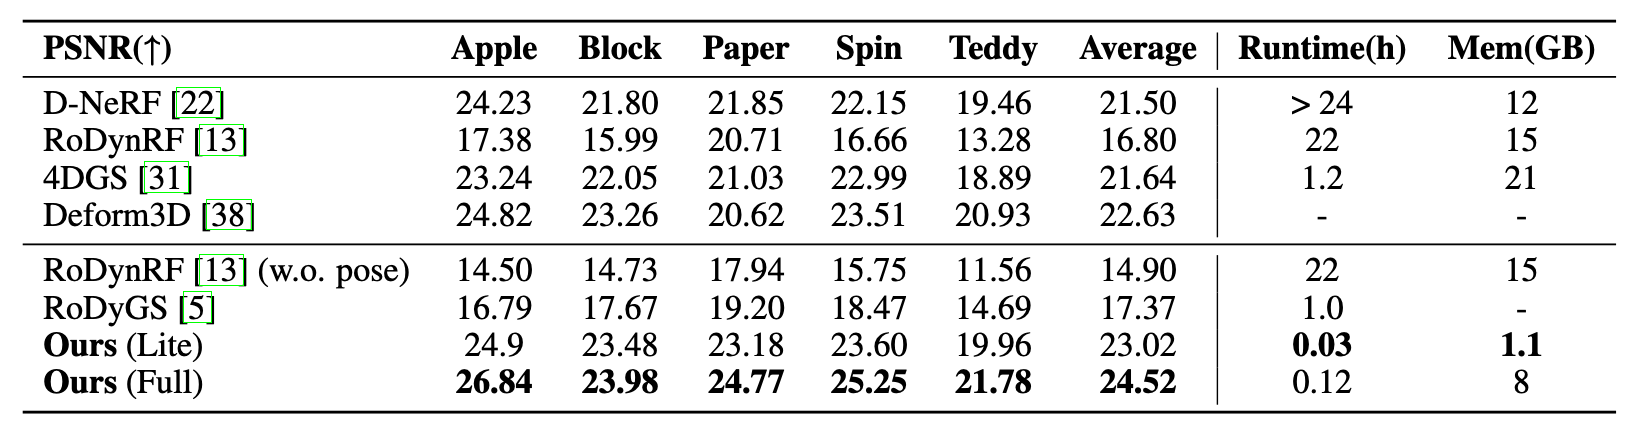 PSNR(↑) Apple Block Paper Spin Teddy Average Runtime(h) Mem(GB)
D-NeRF [22] 24.23 21.80 21.85 22.15 19.46 21.50 > 24 12
RoDynRF [13] 17.38 15.99 20.71 16.66 13.28 16.80 22 15
4DGS [31] 23.24 22.05 21.03 22.99 18.89 21.64 1.2 21
Deform3D [38] 24.82 23.26 20.62 23.51 20.93 22.63 - -
RoDynRF [13] (w.o. pose) 14.50 14.73 17.94 15.75 11.56 14.90 22 15
RoDyGS [5] 16.79 17.67 19.20 18.47 14.69 17.37 1.0 -
Ours (Lite) 24.9 23.48 23.18 23.60 19.96 23.02 0.03 1.1
Ours (Full) 26.84 23.98 24.77 25.25 21.78 24.52 0.12 8